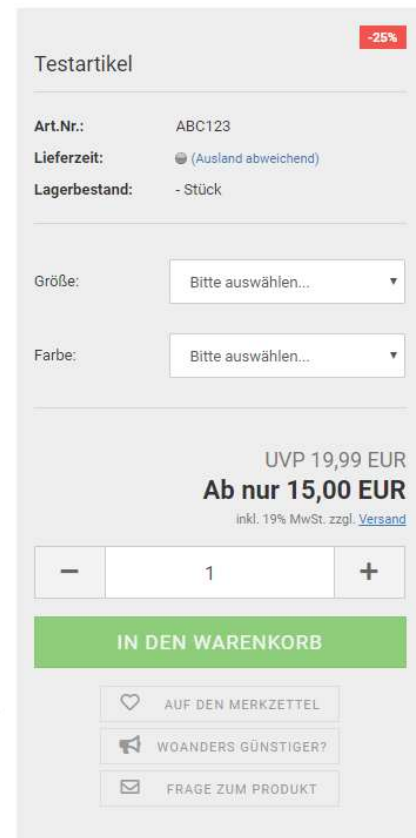 -25%
Testartikel
Art.Nr.: ABC123
Lieferzeit: (Ausland abweichend)
Lagerbestand: - Stück
Größe: Bitte auswählen...
Farbe: Bitte auswählen...
UVP 19,99 EUR
Ab nur 15,00 EUR
inkl. 19% MwSt. zzgl. Versand
− 1 +
IN DEN WARENKORB
AUF DEN MERKZETTEL
WOANDERS GÜNSTIGER?
FRAGE ZUM PRODUKT